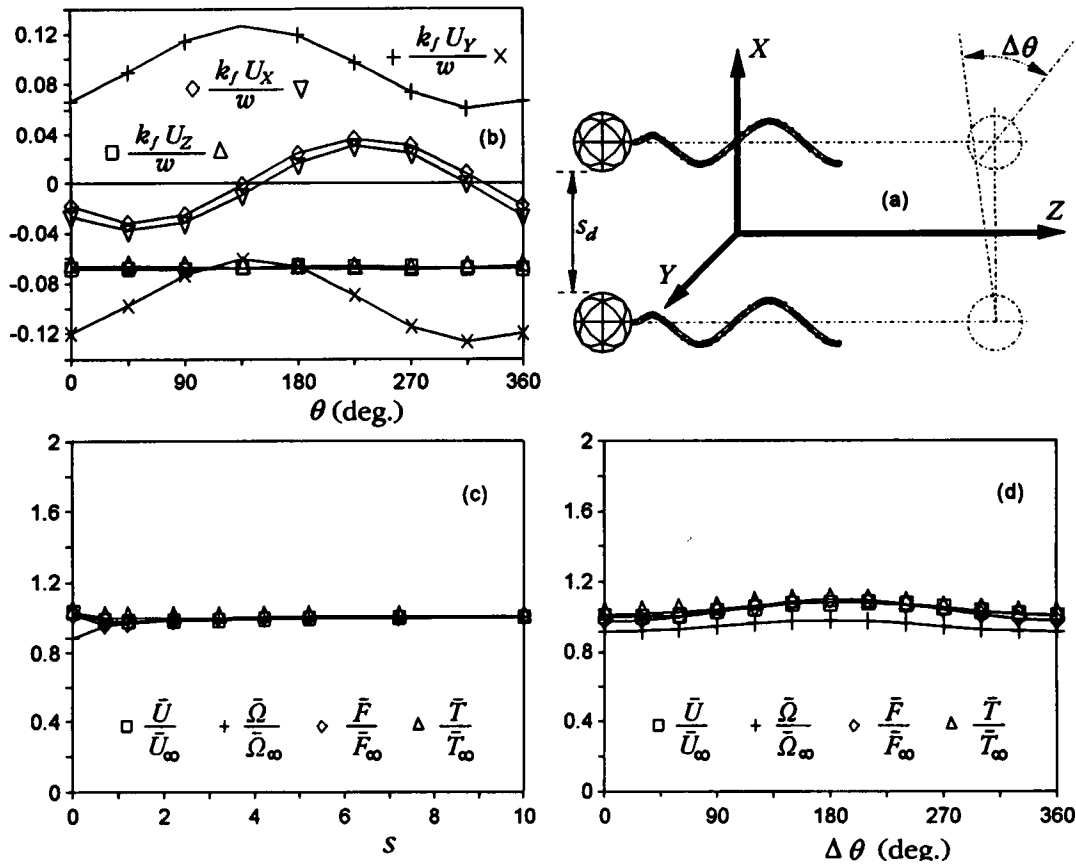 0.12
0.08
0.04
0
-0.04
-0.08
-0.12
+ k_f U_Y / w ×
◇ k_f U_X / w ▽
□ k_f U_Z / w △
(b)
0 90 180 270 360
θ (deg.)
X
Δθ
(a)
Z
s_d
Y
2
1.6
1.2
0.8
0.4
0
(c)
□ Ū / Ū_∞ + Ω̄ / Ω̄_∞ ◇ F̄ / F̄_∞ △ T̄ / T̄_∞
0 2 4 6 8 10
s
2
1.6
1.2
0.8
0.4
0
(d)
□ Ū / Ū_∞ + Ω̄ / Ω̄_∞ ◇ F̄ / F̄_∞ △ T̄ / T̄_∞
0 90 180 270 360
Δ θ (deg.)